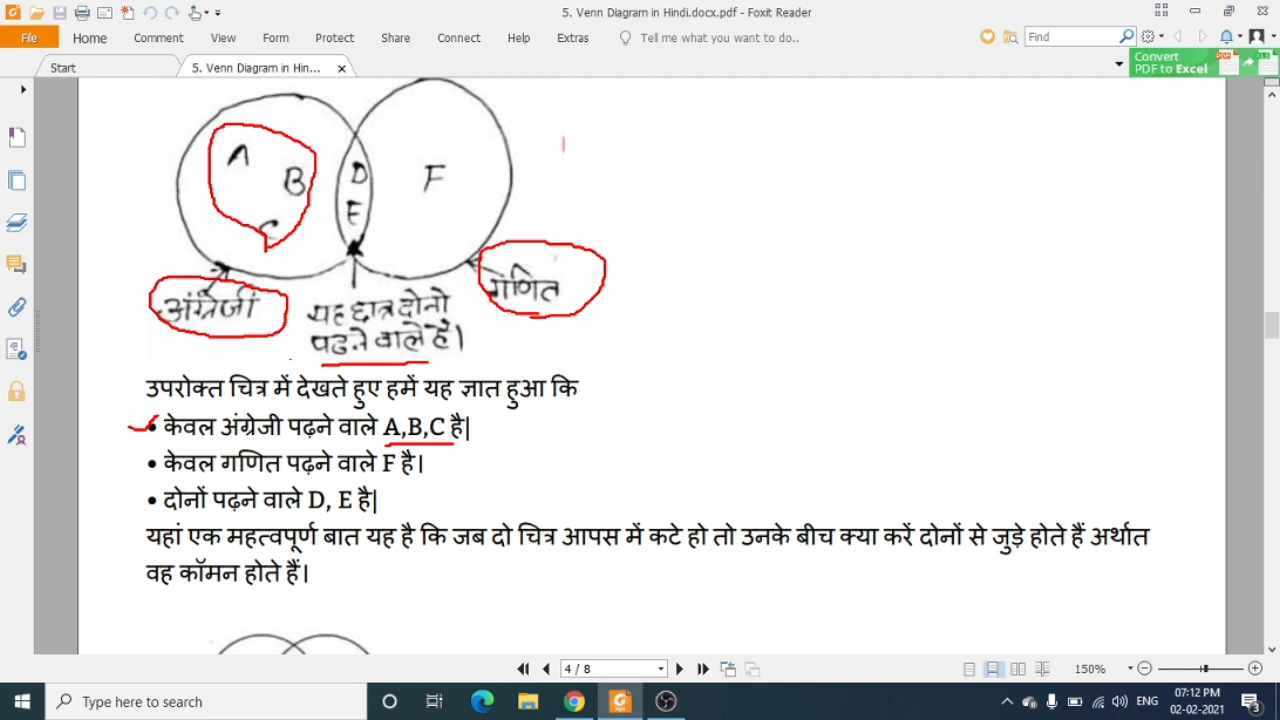 5. Venn Diagram in Hindi.docx.pdf - Foxit Reader
File Home Comment View Form Protect Share Connect Help Extras Tell me what you want to do.. Find
Start 5. Venn Diagram in Hin... Convert
PDF to Excel
A B C D E F
अंग्रेजी यह छात्र दोनो गणित
पढने वाले है।
उपरोक्त चित्र में देखते हुए हमें यह ज्ञात हुआ कि
• केवल अंग्रेजी पढ़ने वाले A,B,C है|
• केवल गणित पढ़ने वाले F है।
• दोनों पढ़ने वाले D, E है|
यहां एक महत्वपूर्ण बात यह है कि जब दो चित्र आपस में कटे हो तो उनके बीच क्या करें दोनों से जुड़े होते हैं अर्थात
वह कॉमन होते हैं।
4 / 8 150%
Type here to search ENG 07:12 PM
02-02-2021 3